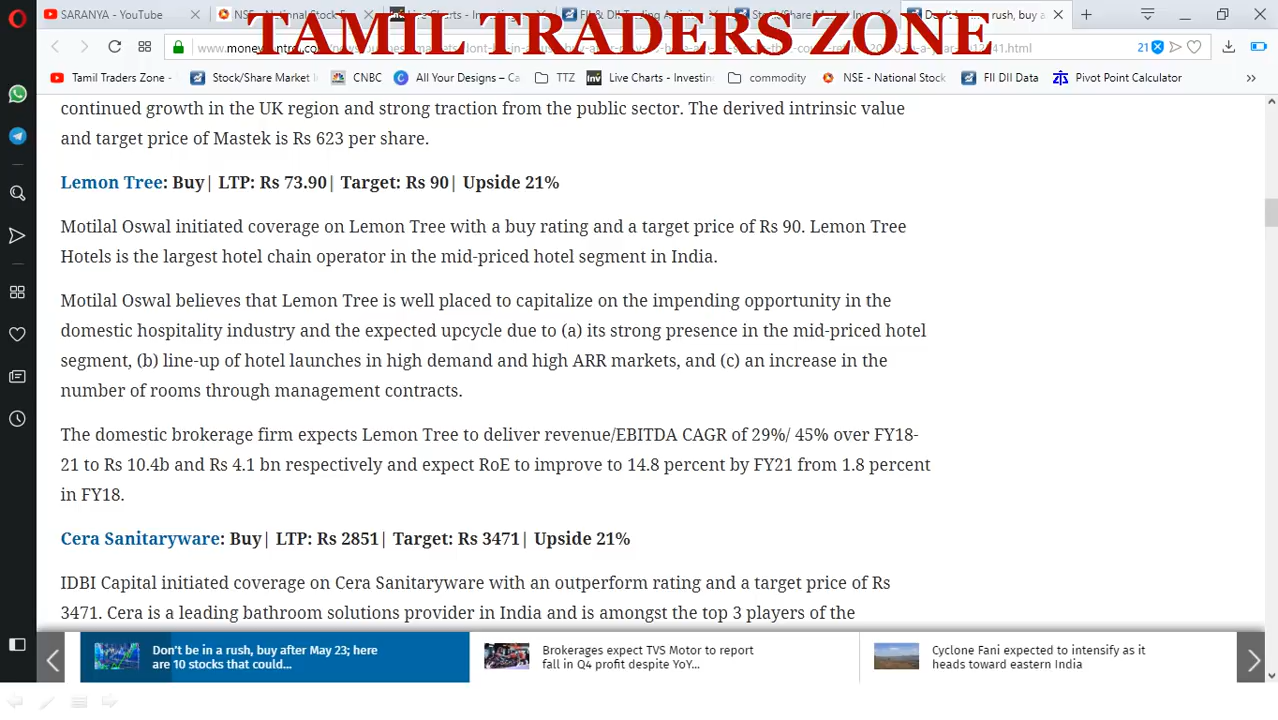 SARANYA - YouTube
TAMIL TRADERS ZONE
21
Tamil Traders Zone -
Stock/Share Market I
CNBC
All Your Designs – Ca
TTZ
Live Charts - Investin
commodity
NSE - National Stock
FII DII Data
Pivot Point Calculator
»
continued growth in the UK region and strong traction from the public sector. The derived intrinsic value
and target price of Mastek is Rs 623 per share.
Lemon Tree: Buy| LTP: Rs 73.90| Target: Rs 90| Upside 21%
Motilal Oswal initiated coverage on Lemon Tree with a buy rating and a target price of Rs 90. Lemon Tree
Hotels is the largest hotel chain operator in the mid-priced hotel segment in India.
Motilal Oswal believes that Lemon Tree is well placed to capitalize on the impending opportunity in the
domestic hospitality industry and the expected upcycle due to (a) its strong presence in the mid-priced hotel
segment, (b) line-up of hotel launches in high demand and high ARR markets, and (c) an increase in the
number of rooms through management contracts.
The domestic brokerage firm expects Lemon Tree to deliver revenue/EBITDA CAGR of 29%/ 45% over FY18-
21 to Rs 10.4b and Rs 4.1 bn respectively and expect RoE to improve to 14.8 percent by FY21 from 1.8 percent
in FY18.
Cera Sanitaryware: Buy| LTP: Rs 2851| Target: Rs 3471| Upside 21%
IDBI Capital initiated coverage on Cera Sanitaryware with an outperform rating and a target price of Rs
3471. Cera is a leading bathroom solutions provider in India and is amongst the top 3 players of the
Don't be in a rush, buy after May 23; here
are 10 stocks that could...
Brokerages expect TVS Motor to report
fall in Q4 profit despite YoY...
Cyclone Fani expected to intensify as it
heads toward eastern India